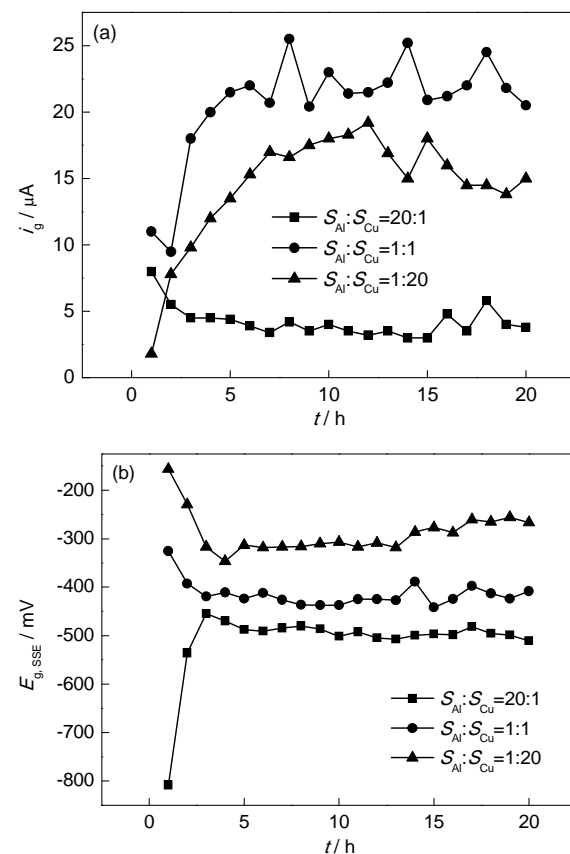 (a)
25
20
15
10
5
0
i_g / μA
S_Al:S_Cu=20:1
S_Al:S_Cu=1:1
S_Al:S_Cu=1:20
0 5 10 15 20
t / h
(b)
-200
-300
-400
-500
-600
-700
-800
E_g, SSE / mV
S_Al:S_Cu=20:1
S_Al:S_Cu=1:1
S_Al:S_Cu=1:20
0 5 10 15 20
t / h